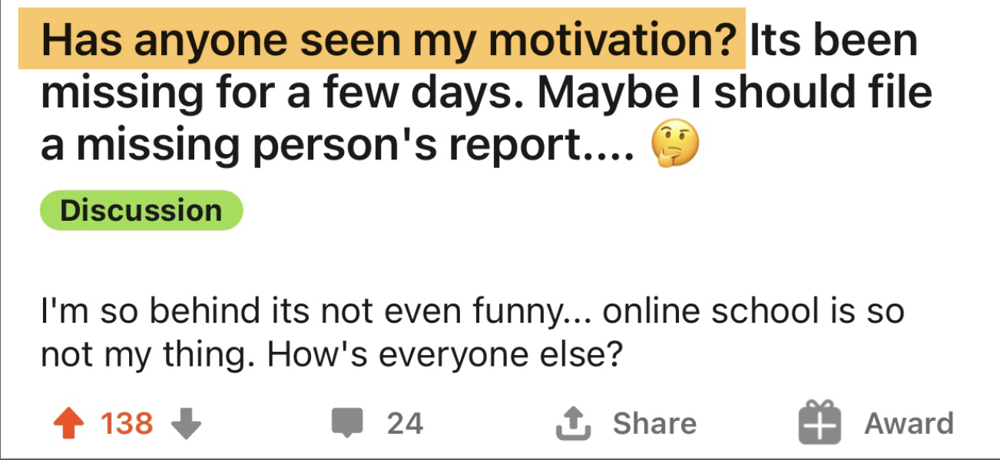 Has anyone seen my motivation? Its been
missing for a few days. Maybe I should file
a missing person's report.... 🤔
Discussion
I'm so behind its not even funny... online school is so
not my thing. How's everyone else?
138 24 Share Award